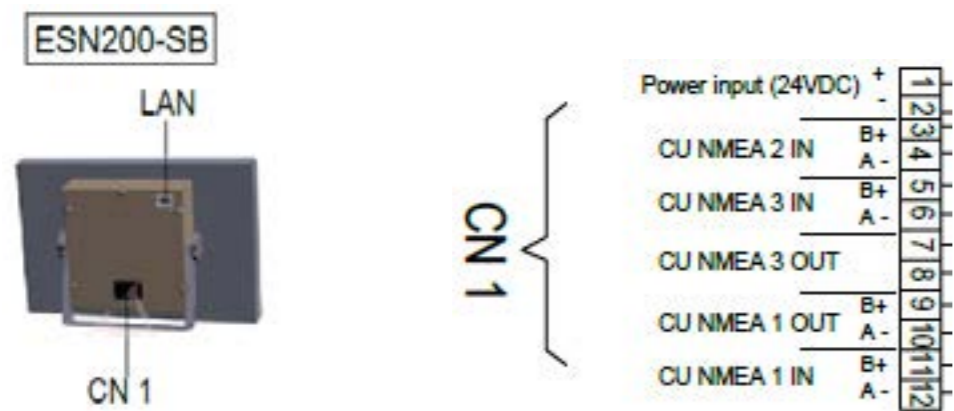 ESN200-SB
LAN
CN 1
CN 1
Power input (24VDC) + 1
- 2
CU NMEA 2 IN B+ 3
A - 4
CU NMEA 3 IN B+ 5
A - 6
CU NMEA 3 OUT 7
8
CU NMEA 1 OUT B+ 9
A - 10
CU NMEA 1 IN B+ 11
A - 12